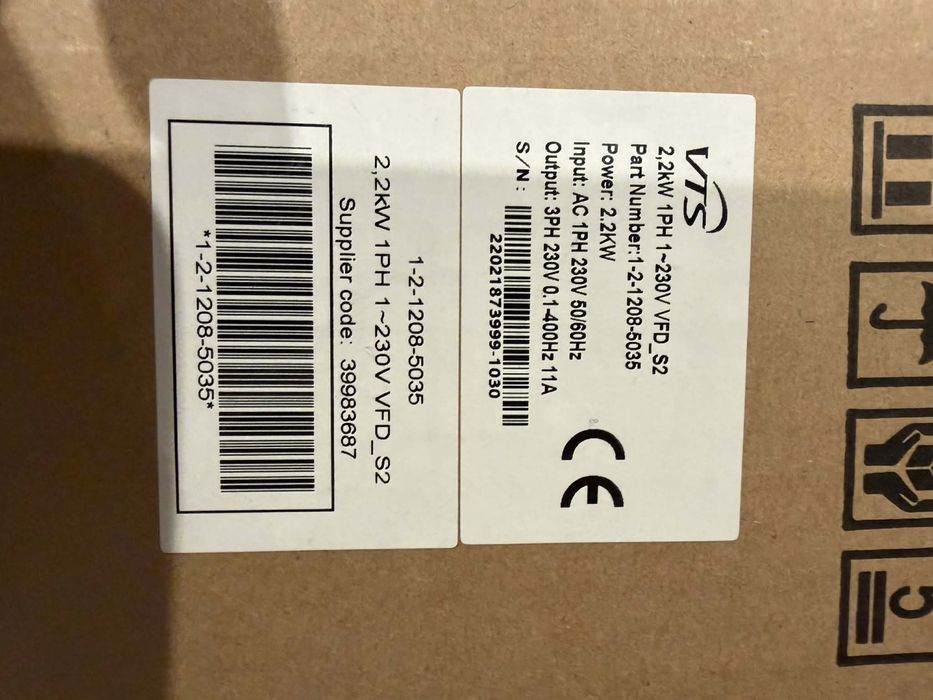 VTS
2,2kW 1PH 1~230V VFD_S2
Part Number:1-2-1208-5035
Power: 2.2KW
Input: AC 1PH 230V 50/60Hz
Output: 3PH 230V 0.1-400Hz 11A
S/N:
22021873999-1030
CE
1-2-1208-5035
2,2kW 1PH 1~230V VFD_S2
Supplier code: 39983687
*1-2-1208-5035*